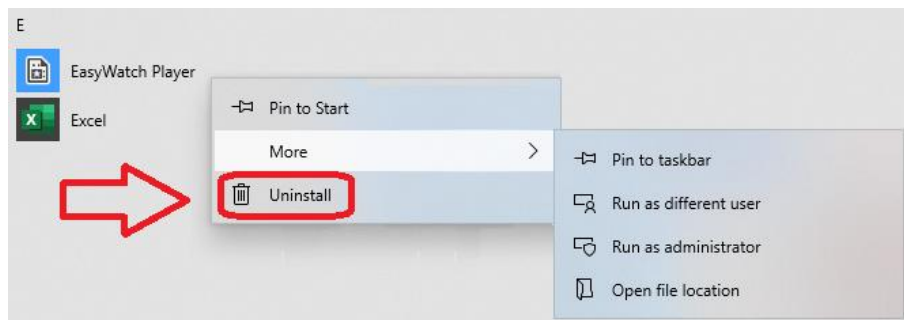 E
EasyWatch Player
Excel
Pin to Start
More
Uninstall
Pin to taskbar
Run as different user
Run as administrator
Open file location